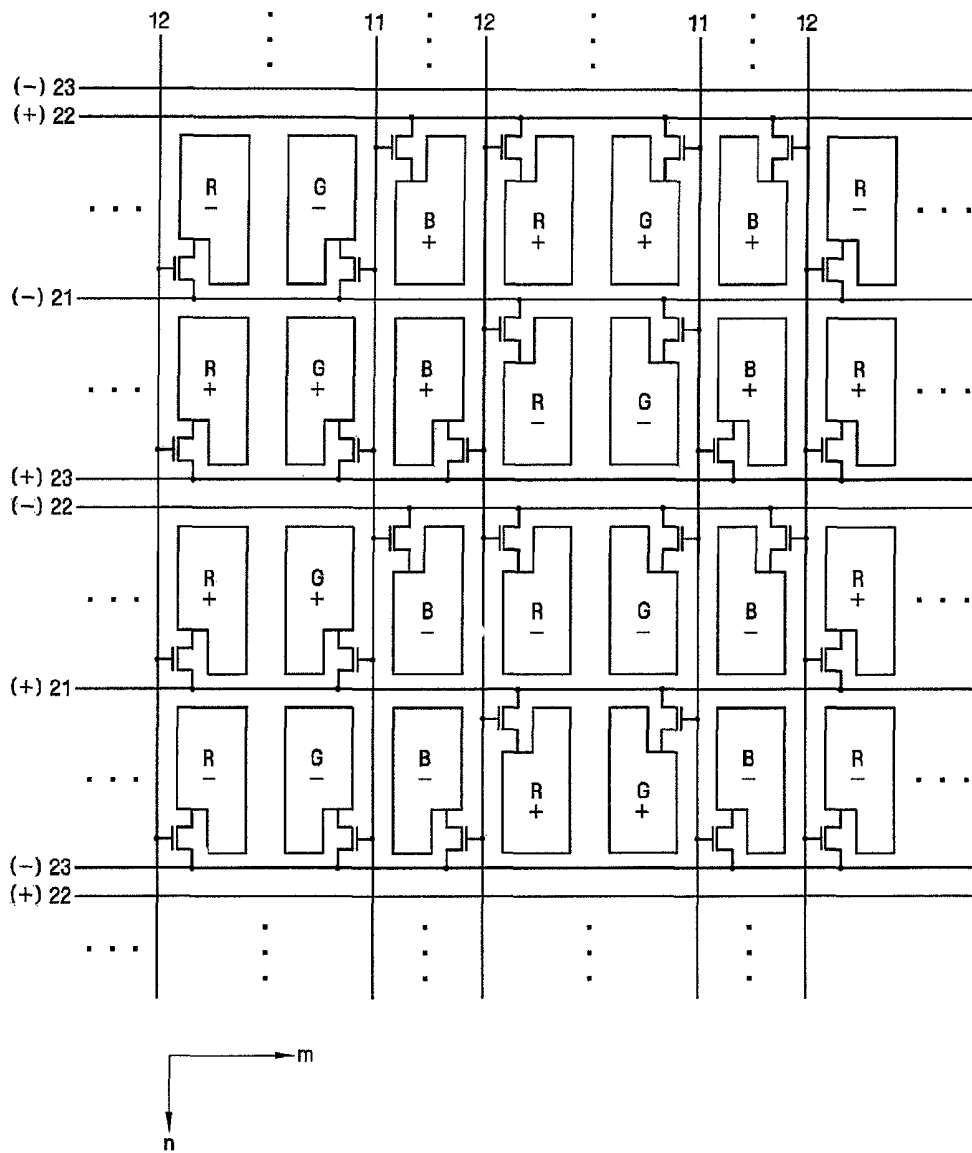 12 11 12 11 12
(−) 23
(+) 22
R − G − B + R + G + B + R −
(−) 21
R + G + B + R − G − B + R +
(+) 23
(−) 22
R + G + B − R − G − B − R +
(+) 21
R − G − B − R + G + B − R −
(−) 23
(+) 22
m
n